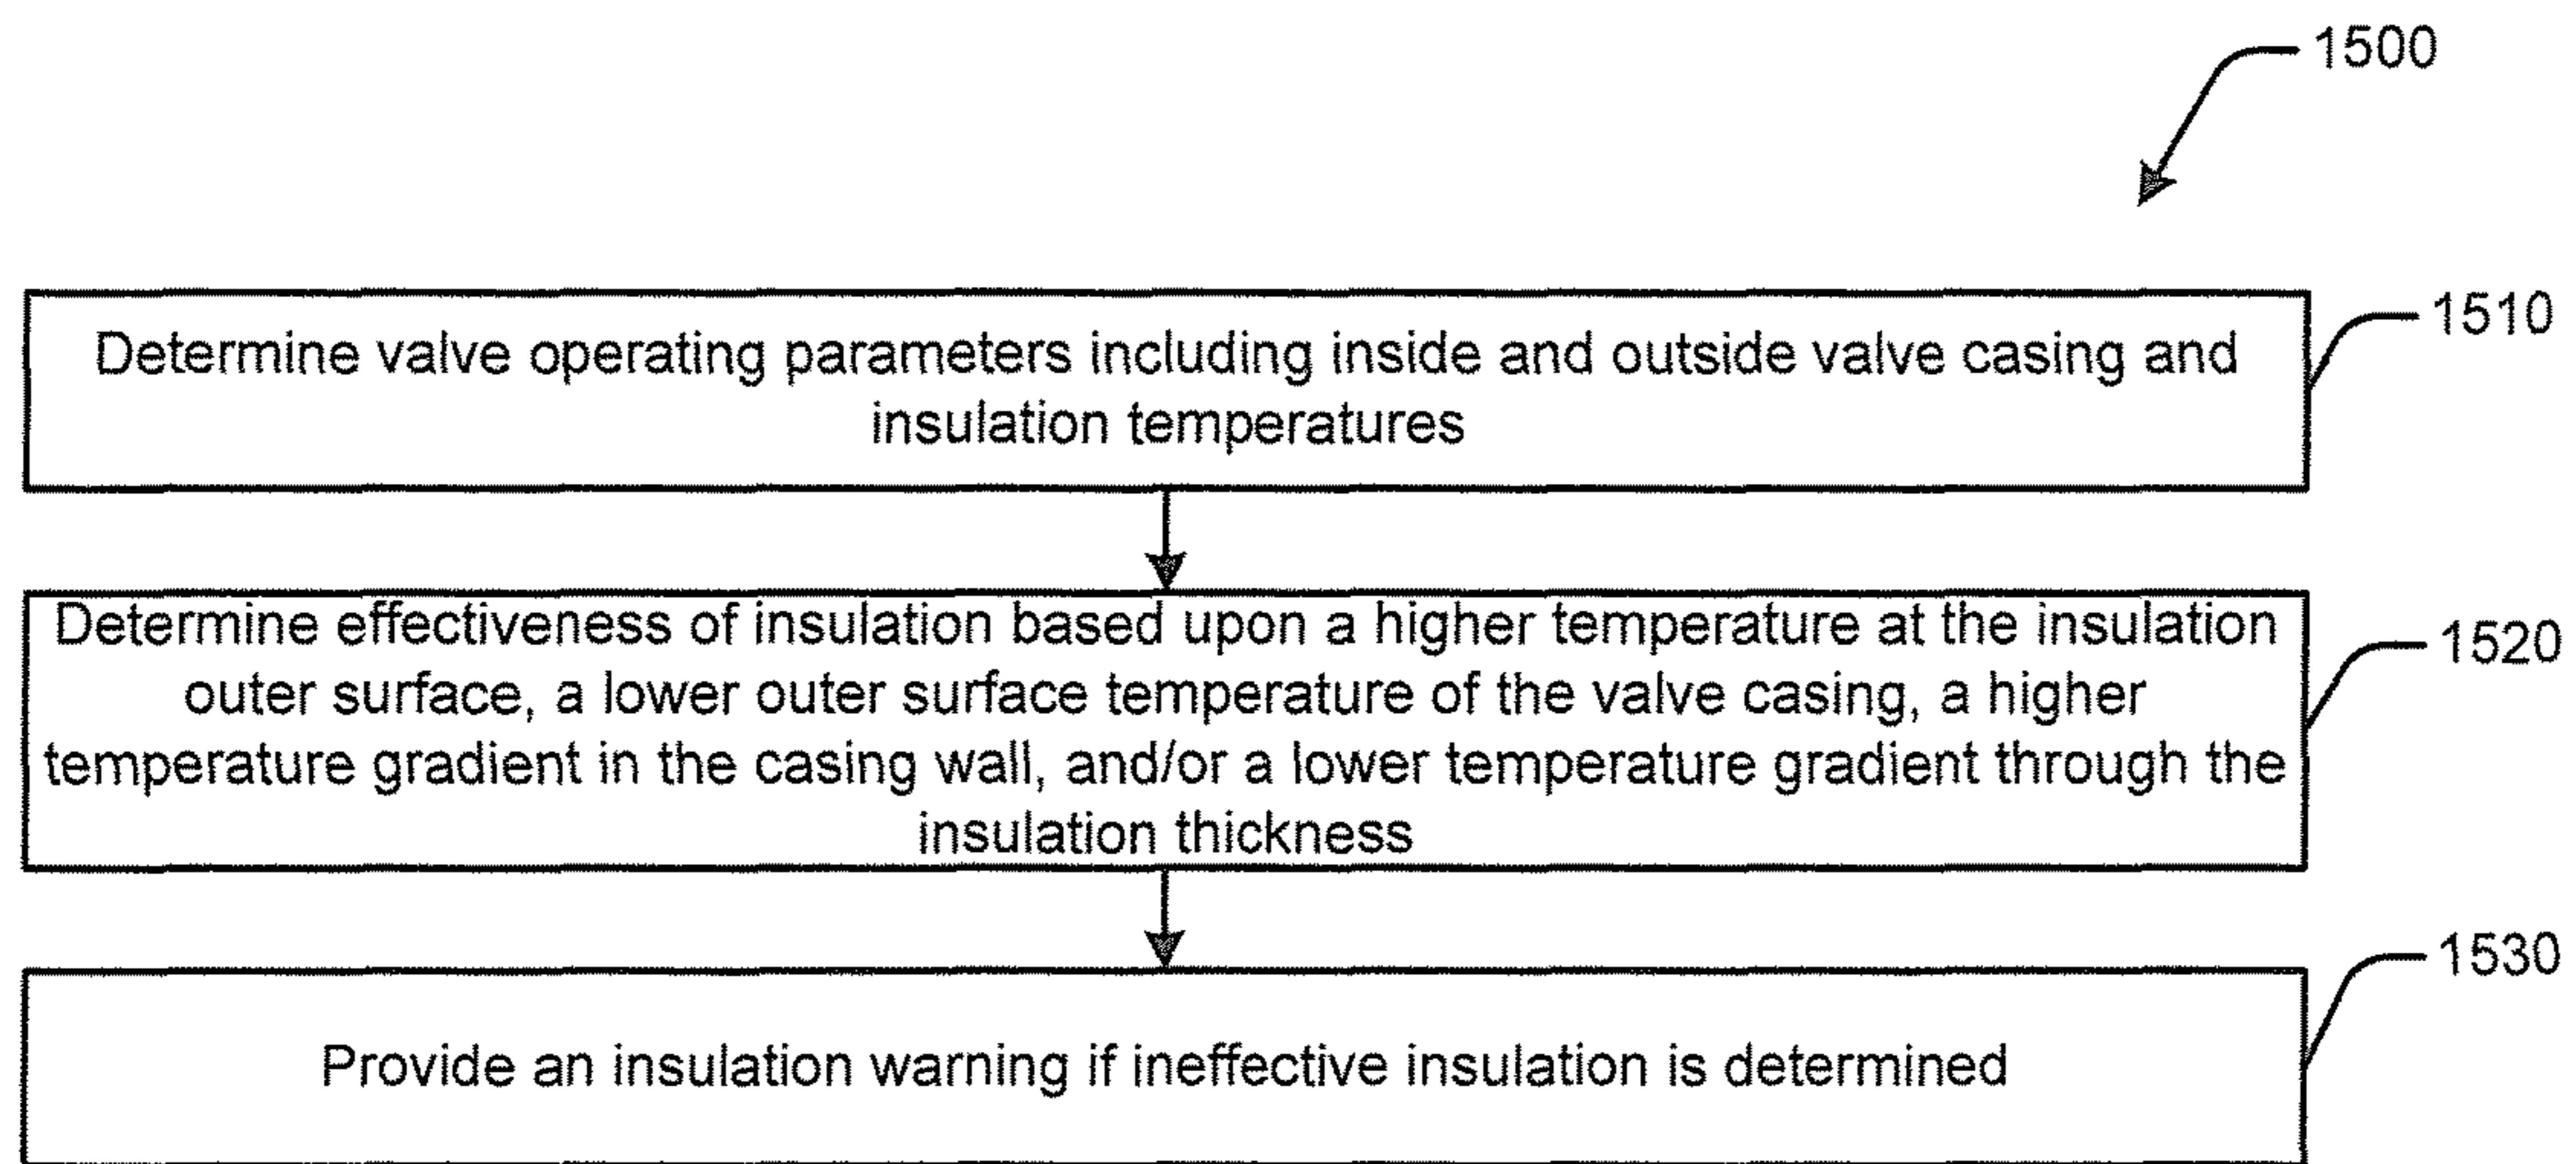 1500
Determine valve operating parameters including inside and outside valve casing and
insulation temperatures
1510
Determine effectiveness of insulation based upon a higher temperature at the insulation
outer surface, a lower outer surface temperature of the valve casing, a higher
temperature gradient in the casing wall, and/or a lower temperature gradient through the
insulation thickness
1520
Provide an insulation warning if ineffective insulation is determined
1530